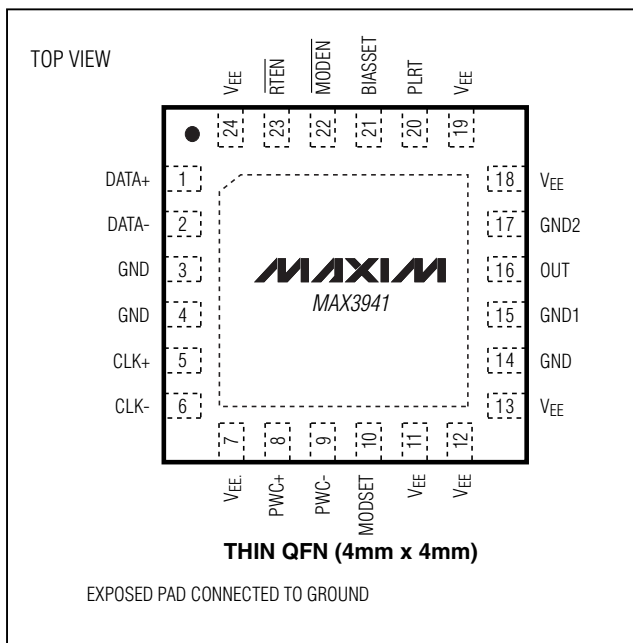 TOP VIEW
VEE
RTEN
MODEN
BIASSET
PLRT
VEE
24
23
22
21
20
19
DATA+ 1
DATA- 2
GND 3
GND 4
CLK+ 5
CLK- 6
MAXIM
MAX3941
18 VEE
17 GND2
16 OUT
15 GND1
14 GND
13 VEE
7
8
9
10
11
12
VEE.
PWC+
PWC-
MODSET
VEE
VEE
THIN QFN (4mm x 4mm)
EXPOSED PAD CONNECTED TO GROUND